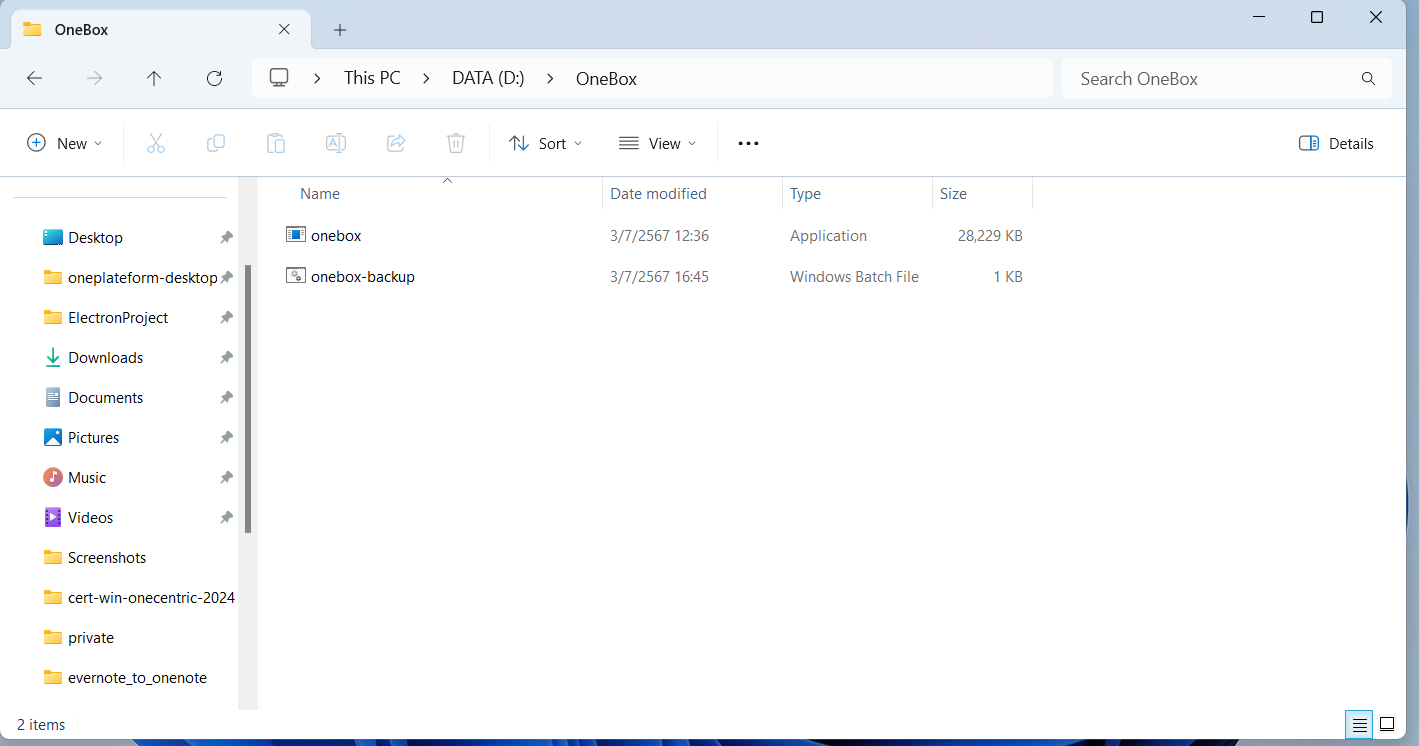 OneBox
This PC > DATA (D:) > OneBox
Search OneBox
New
Sort
View
Details
Name
Date modified
Type
Size
onebox 3/7/2567 12:36 Application 28,229 KB
onebox-backup 3/7/2567 16:45 Windows Batch File 1 KB
Desktop
oneplateform-desktop
ElectronProject
Downloads
Documents
Pictures
Music
Videos
Screenshots
cert-win-onecentric-2024
private
evernote_to_onenote
2 items